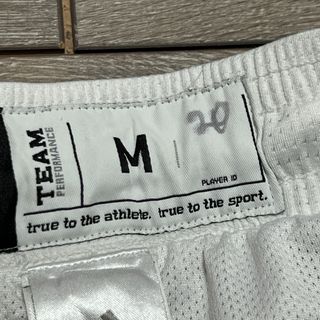 TEAM
PERFORMANCE
M
20
PLAYER ID
true to the athlete. true to the sport.